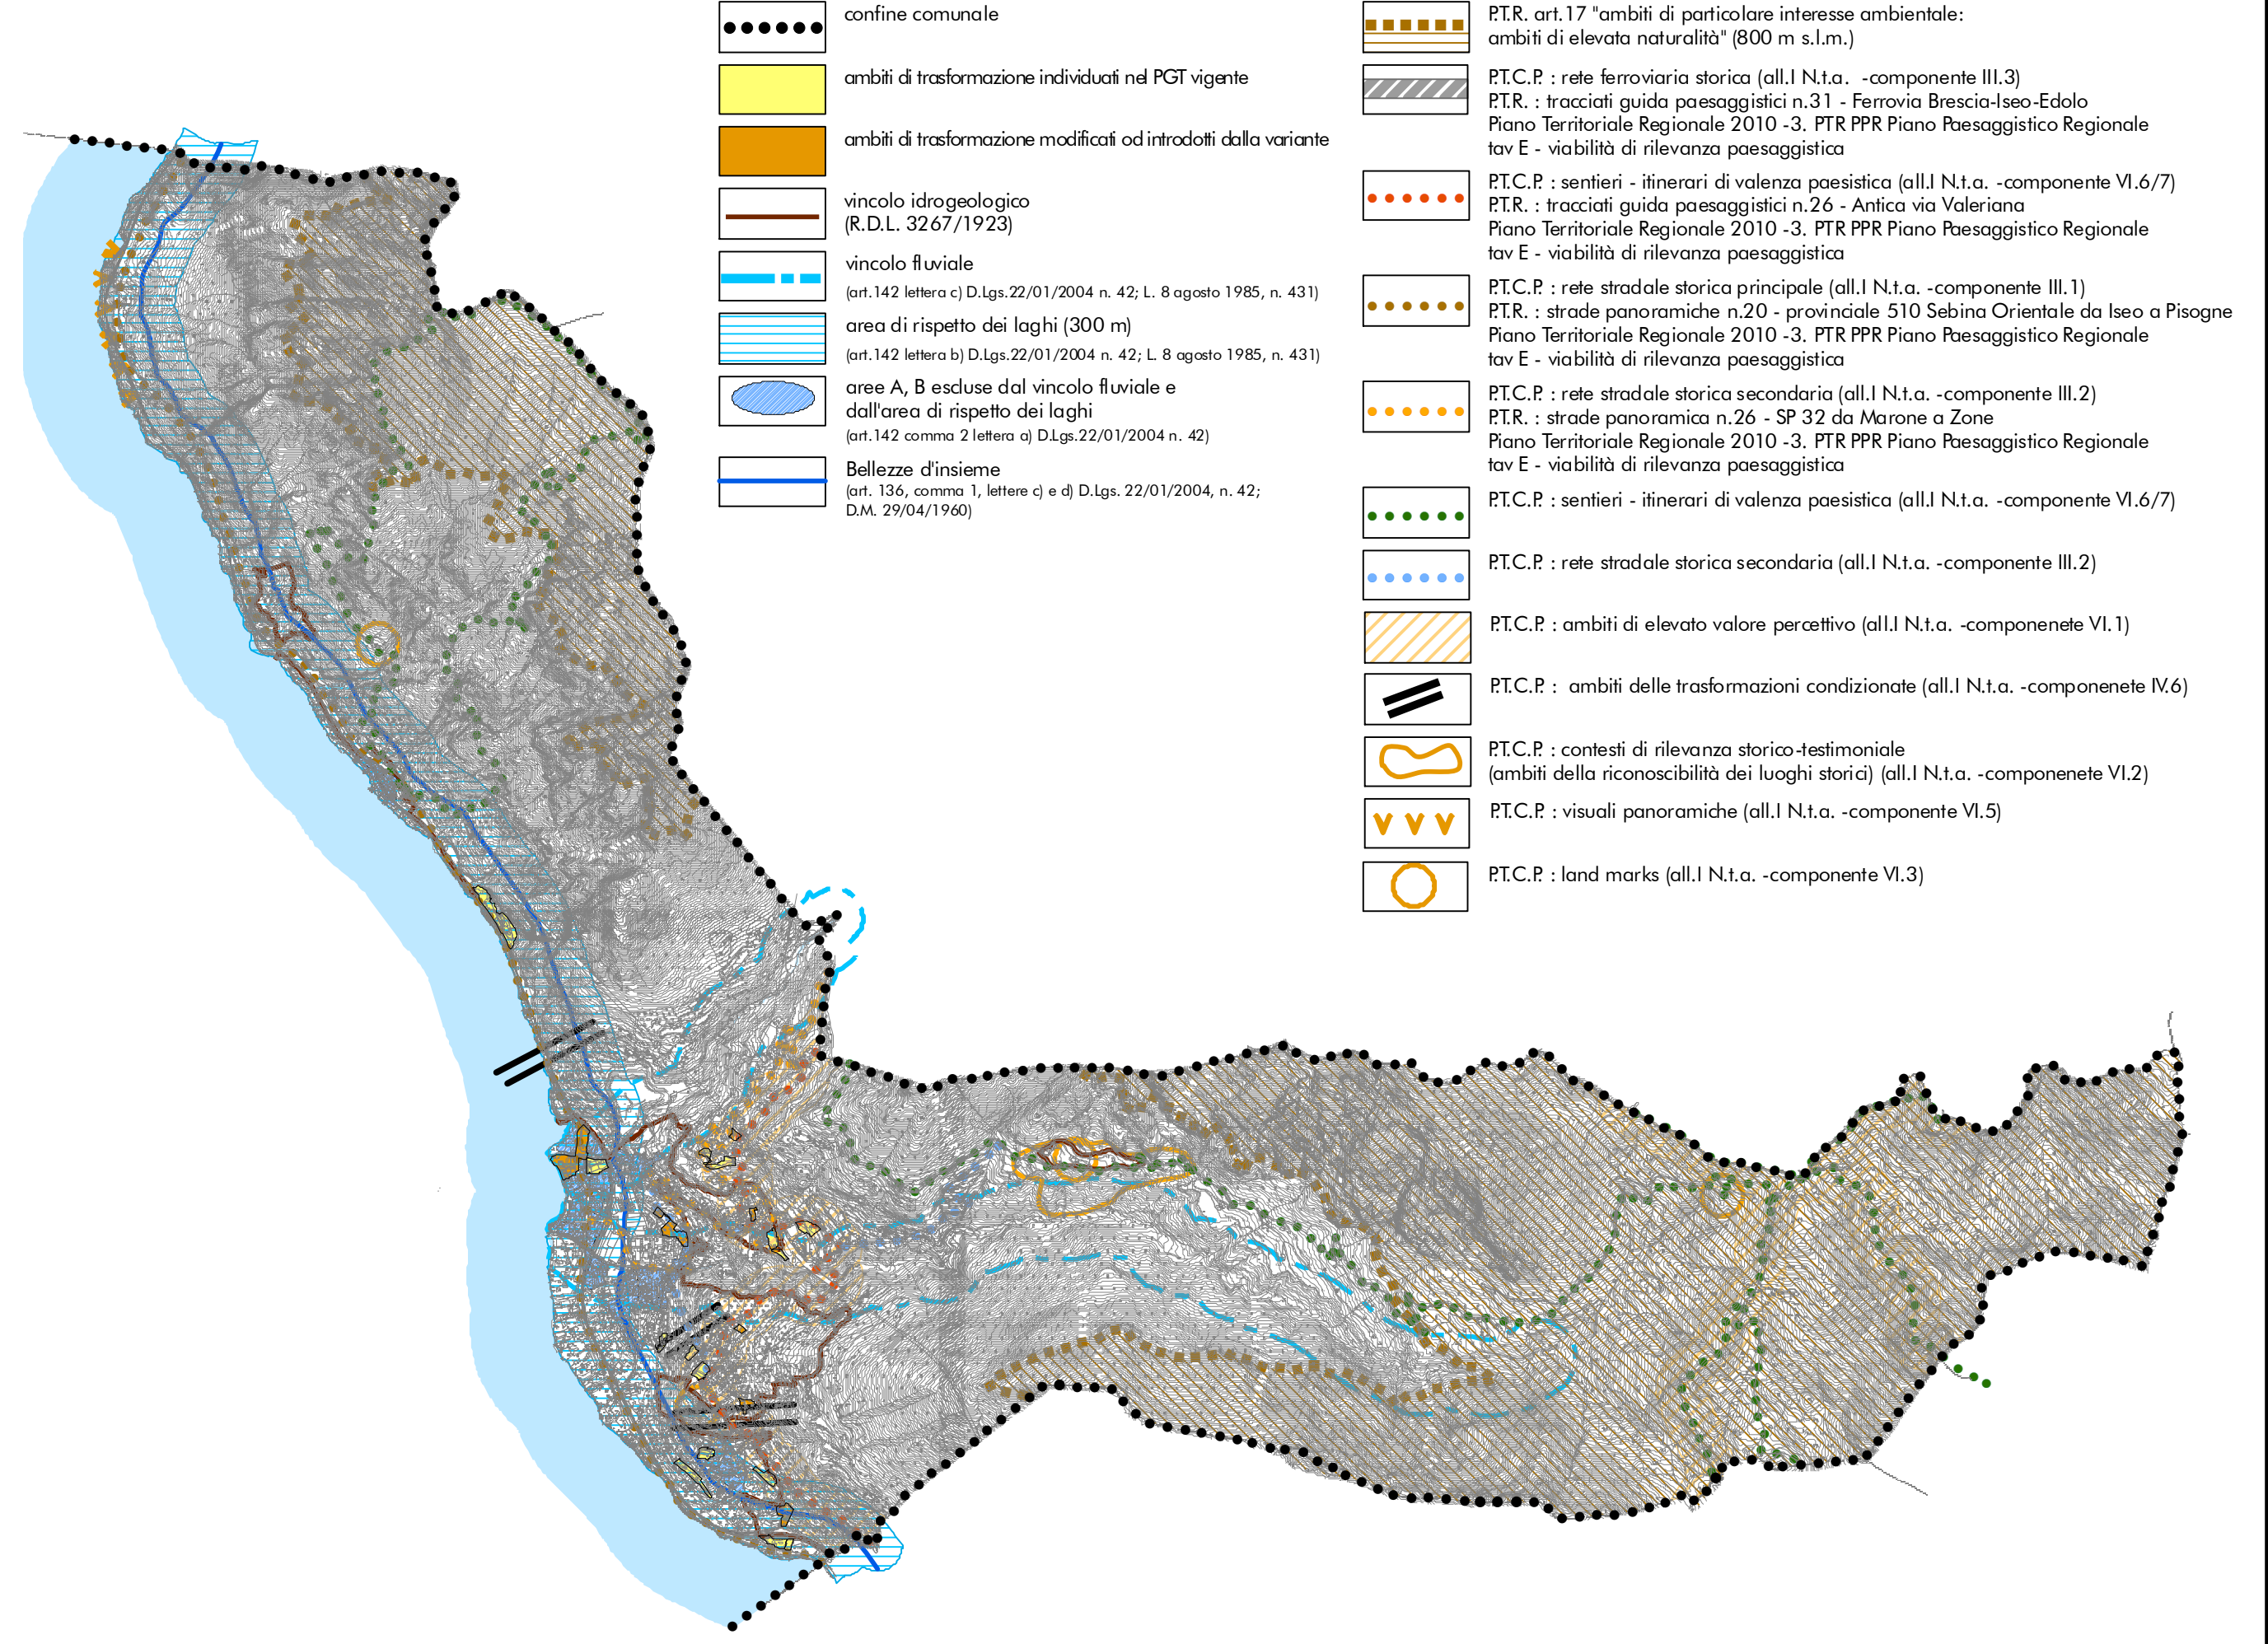 confine comunale
ambiti di trasformazione individuati nel PGT vigente
ambiti di trasformazione modificati od introdotti dalla variante
vincolo idrogeologico
(R.D.L. 3267/1923)
vincolo fluviale
(art.142 lettera c) D.Lgs.22/01/2004 n. 42; L. 8 agosto 1985, n. 431)
area di rispetto dei laghi (300 m)
(art.142 lettera b) D.Lgs.22/01/2004 n. 42; L. 8 agosto 1985, n. 431)
aree A, B escluse dal vincolo fluviale e
dall'area di rispetto dei laghi
(art.142 comma 2 lettera a) D.Lgs.22/01/2004 n. 42)
Bellezze d'insieme
(art. 136, comma 1, lettere c) e d) D.Lgs. 22/01/2004, n. 42;
D.M. 29/04/1960)
P.T.R. art.17 "ambiti di particolare interesse ambientale:
ambiti di elevata naturalità" (800 m s.l.m.)
P.T.C.P. : rete ferroviaria storica (all.I N.t.a. -componente III.3)
P.T.R. : tracciati guida paesaggistici n.31 - Ferrovia Brescia-Iseo-Edolo
Piano Territoriale Regionale 2010 -3. PTR PPR Piano Paesaggistico Regionale
tav E - viabilità di rilevanza paesaggistica
P.T.C.P. : sentieri - itinerari di valenza paesistica (all.I N.t.a. -componente VI.6/7)
P.T.R. : tracciati guida paesaggistici n.26 - Antica via Valeriana
Piano Territoriale Regionale 2010 -3. PTR PPR Piano Paesaggistico Regionale
tav E - viabilità di rilevanza paesaggistica
P.T.C.P. : rete stradale storica principale (all.I N.t.a. -componente III.1)
P.T.R. : strade panoramiche n.20 - provinciale 510 Sebina Orientale da Iseo a Pisogne
Piano Territoriale Regionale 2010 -3. PTR PPR Piano Paesaggistico Regionale
tav E - viabilità di rilevanza paesaggistica
P.T.C.P. : rete stradale storica secondaria (all.I N.t.a. -componente III.2)
P.T.R. : strade panoramica n.26 - SP 32 da Marone a Zone
Piano Territoriale Regionale 2010 -3. PTR PPR Piano Paesaggistico Regionale
tav E - viabilità di rilevanza paesaggistica
P.T.C.P. : sentieri - itinerari di valenza paesistica (all.I N.t.a. -componente VI.6/7)
P.T.C.P. : rete stradale storica secondaria (all.I N.t.a. -componente III.2)
P.T.C.P. : ambiti di elevato valore percettivo (all.I N.t.a. -componenete VI.1)
P.T.C.P. : ambiti delle trasformazioni condizionate (all.I N.t.a. -componenete IV.6)
P.T.C.P. : contesti di rilevanza storico-testimoniale
(ambiti della riconoscibilità dei luoghi storici) (all.I N.t.a. -componenete VI.2)
P.T.C.P. : visuali panoramiche (all.I N.t.a. -componente VI.5)
P.T.C.P. : land marks (all.I N.t.a. -componente VI.3)